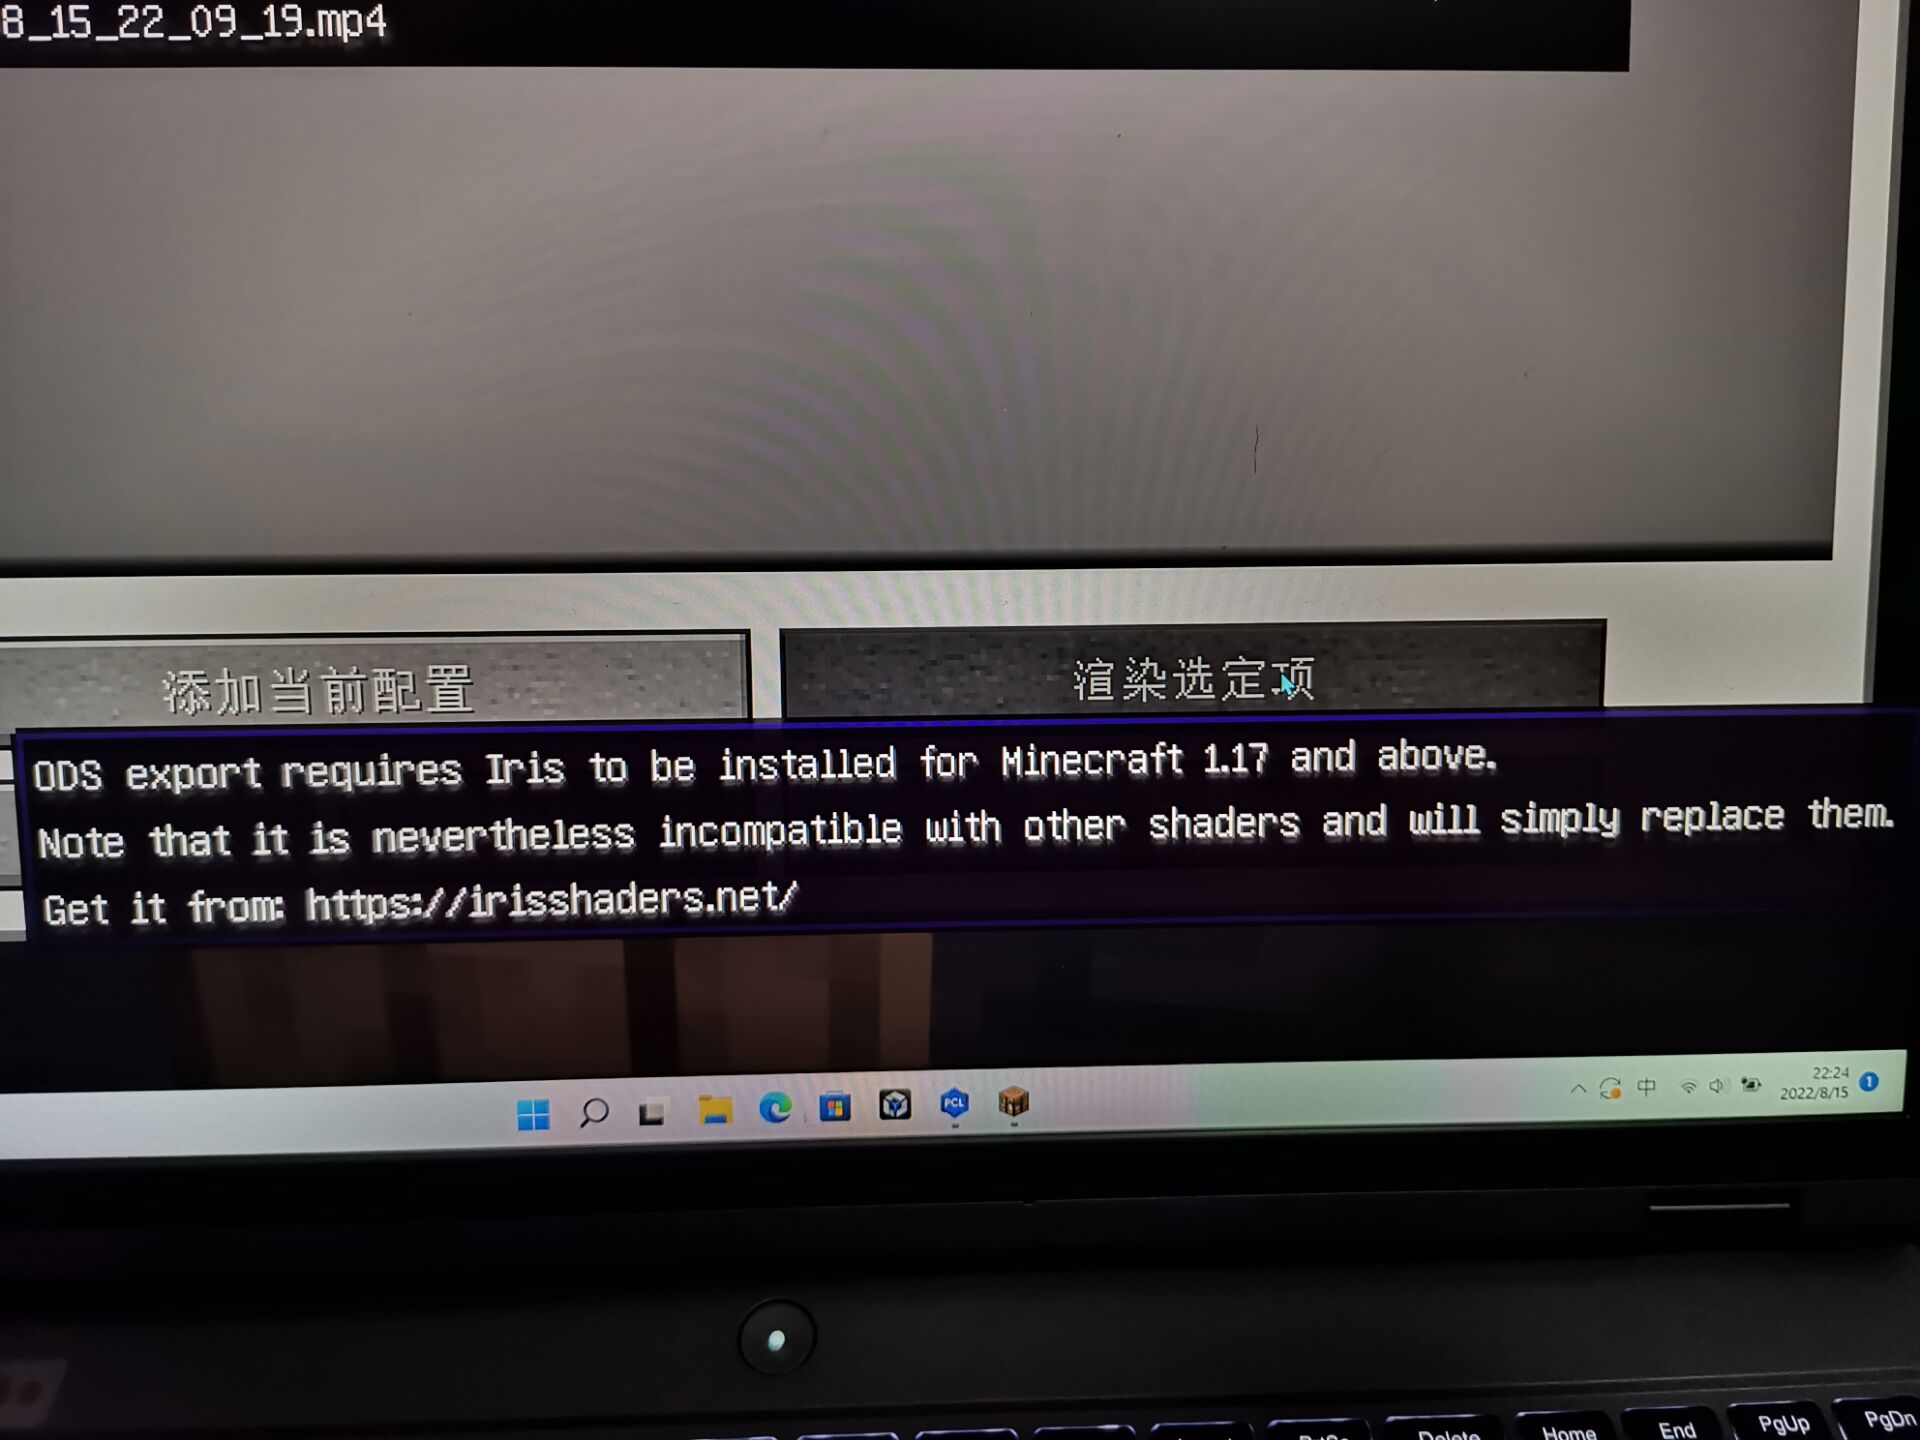 8_15_22_09_19.mp4
添加当前配置
渲染选定项
ODS export requires Iris to be installed for Minecraft 1.17 and above.
Note that it is nevertheless incompatible with other shaders and will simply replace them.
Get it from: https://irisshaders.net/
PCL
中
22:24
2022/8/15
1
Delete
Home
End
PgUp
PgDn